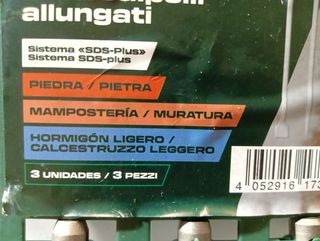 allungati
Sistema «SDS-Plus»
Sistema SDS-plus
PIEDRA / PIETRA
MAMPOSTERÍA / MURATURA
HORMIGÓN LIGERO /
CALCESTRUZZO LEGGERO
3 UNIDADES / 3 PEZZI
4 052916 173